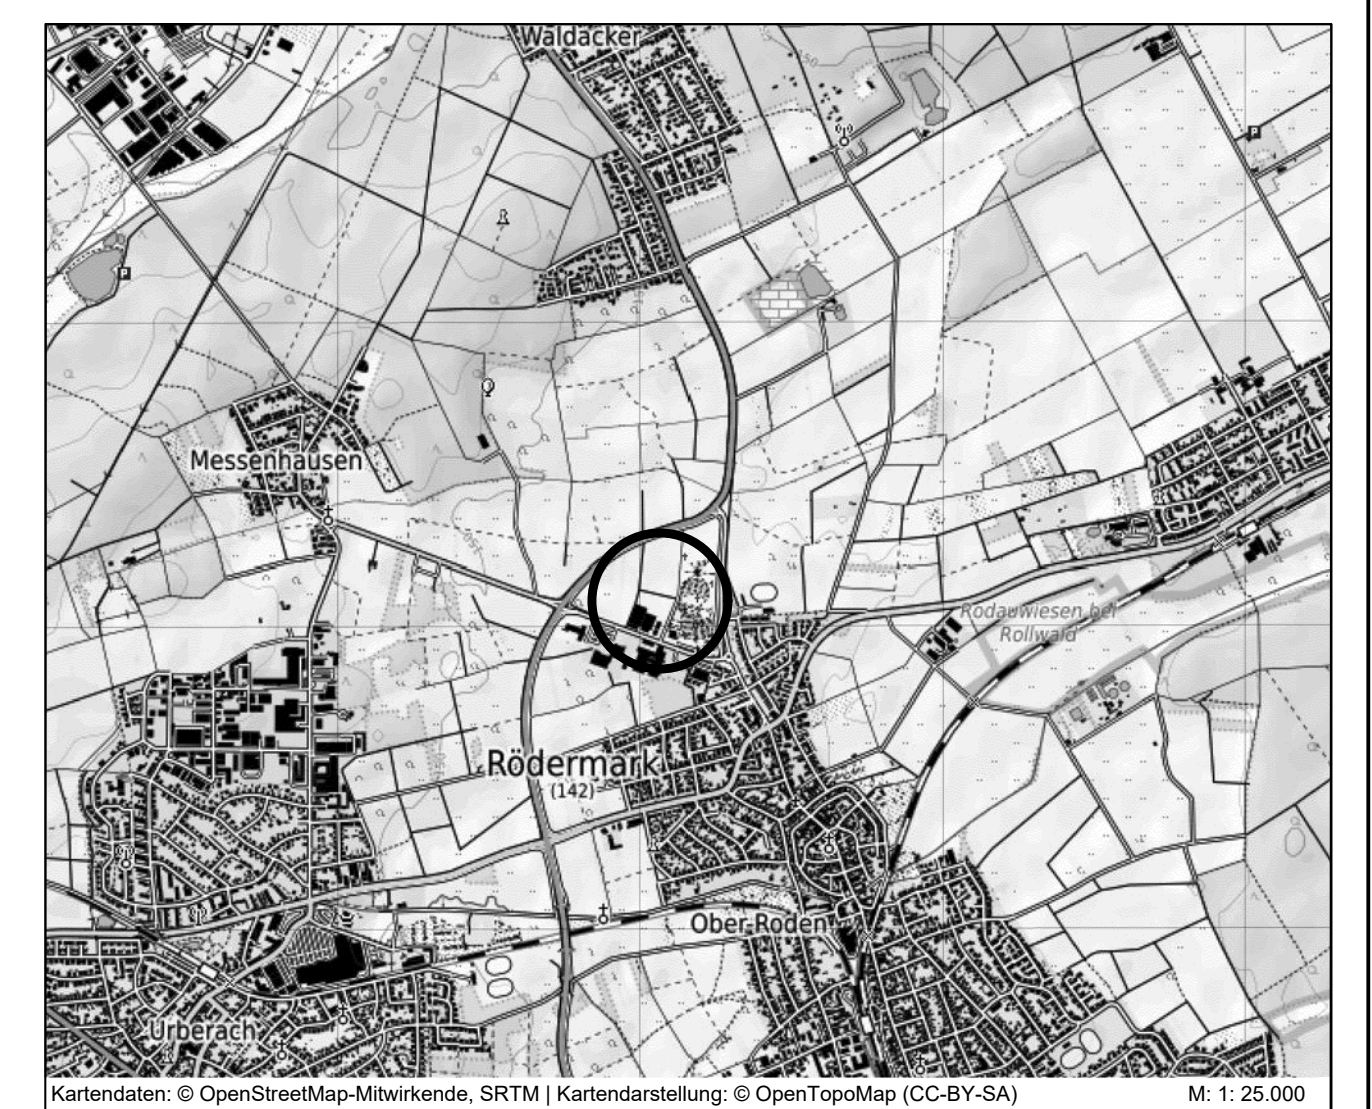 Waldacker
P
P
Messenhausen
Rodauwiesen bei
Rollwald
Rödermark
(142)
Ober-Roden
Urberach
Kartendaten: © OpenStreetMap-Mitwirkende, SRTM | Kartendarstellung: © OpenTopoMap (CC-BY-SA) M: 1: 25.000